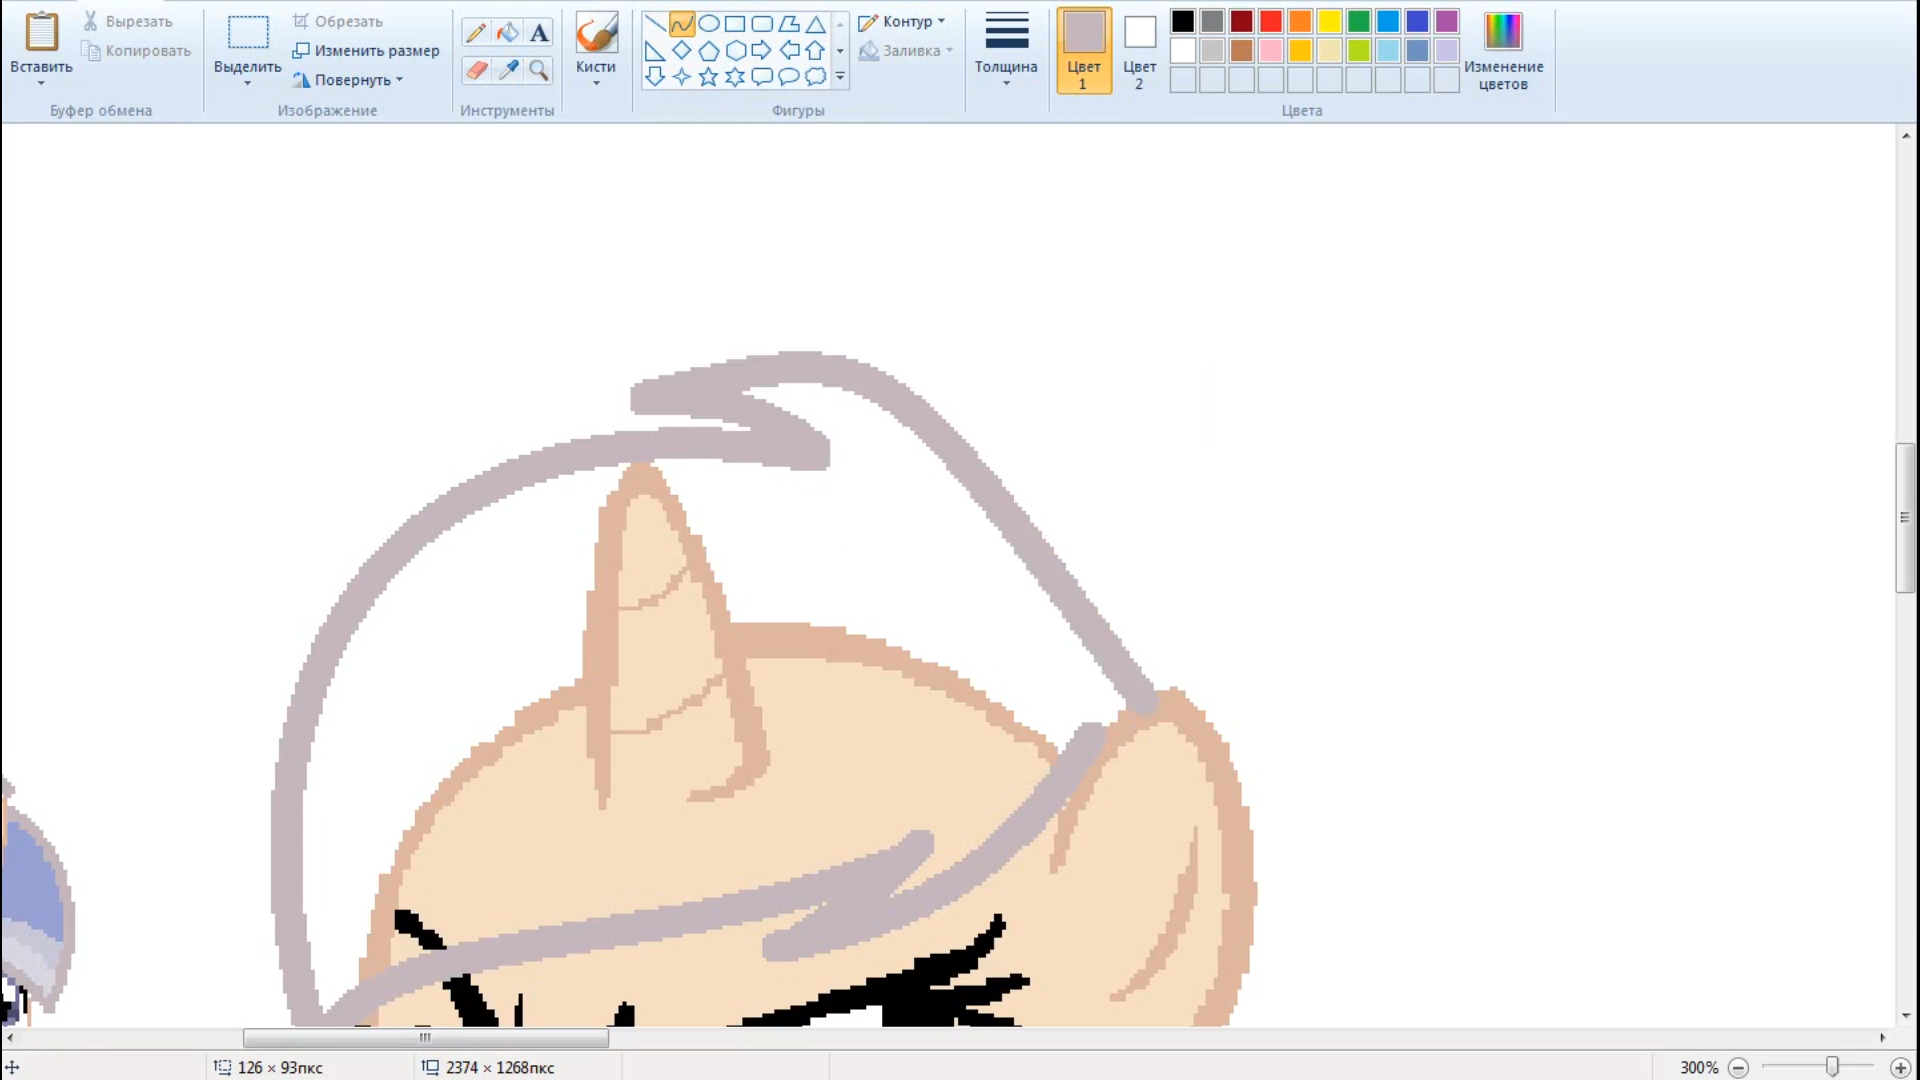 Вставить
Вырезать
Копировать
Буфер обмена
Выделить
Обрезать
Изменить размер
Повернуть
Изображение
A
Инструменты
Кисти
Фигуры
Контур
Заливка
Толщина
Цвет
1
Цвет
2
Цвета
Изменение
цветов
126 × 93пкс
2374 × 1268пкс
300%